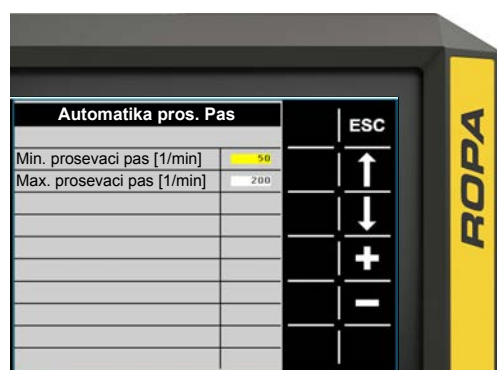 Automatika pros. Pas
ESC
Min. prosevaci pas [1/min] 50
Max. prosevaci pas [1/min] 200
ROPA